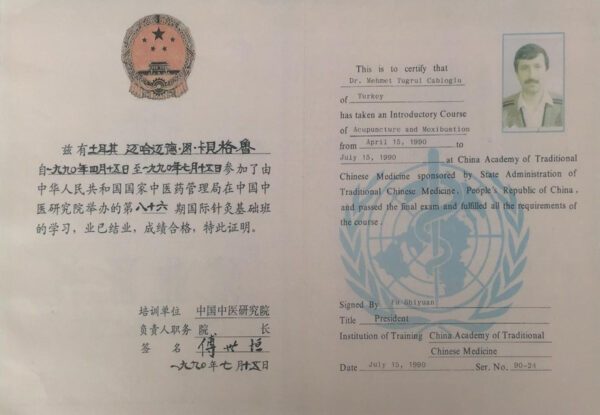 兹有土耳其 迈哈迈德·图·卡贝格鲁
自一九九〇年四月十五日至一九九〇年七月十五日参加了由
中华人民共和国国家中医药管理局在中国中
医研究院举办的第八十六期国际针灸基础班
的学习，业已结业，成绩合格，特此证明。
培训单位 中国中医研究院
负责人职务 院 长
签 名 傅世垣
一九九〇年七月十五日
This is to certify that
Dr. Mehmet Tugrul Cabioglu
of Turkey
has taken an Introductory Course
of Acupuncture and Moxibustion
from April 15, 1990 to
July 15, 1990 at China Academy of Traditional
Chinese Medicine sponsored by State Administration of
Traditional Chinese Medicine, People's Republic of China,
and passed the final exam and fulfilled all the requirements of
the course.
Signed By Fu Shiyuan
Title President
Institution of Training China Academy of Traditional
Chinese Medicine
Date July 15, 1990 Ser. No. 90-24